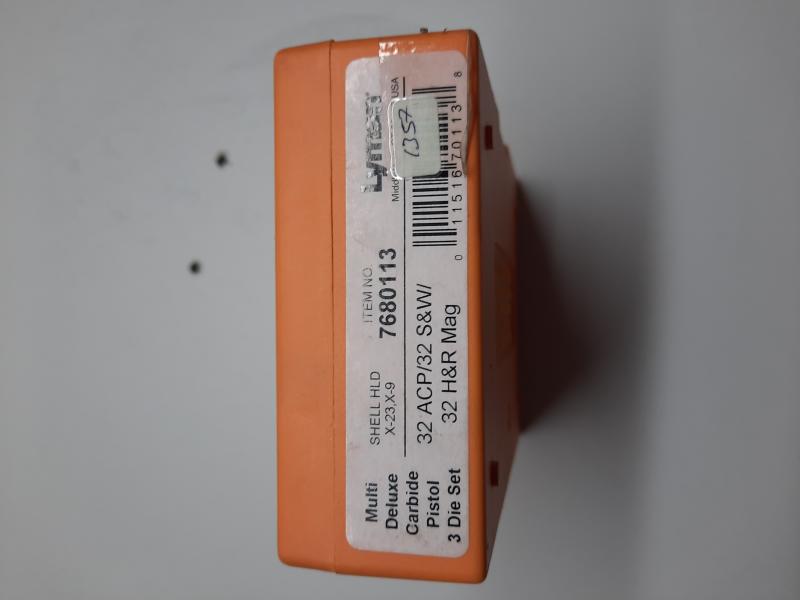 Multi
Deluxe
Carbide
Pistol
3 Die Set
SHELL HLD
X-23,X-9
ITEM NO.
7680113
32 ACP/32 S&W/
32 H&R Mag
Lyman
USA
1357
0 11516 70113 8